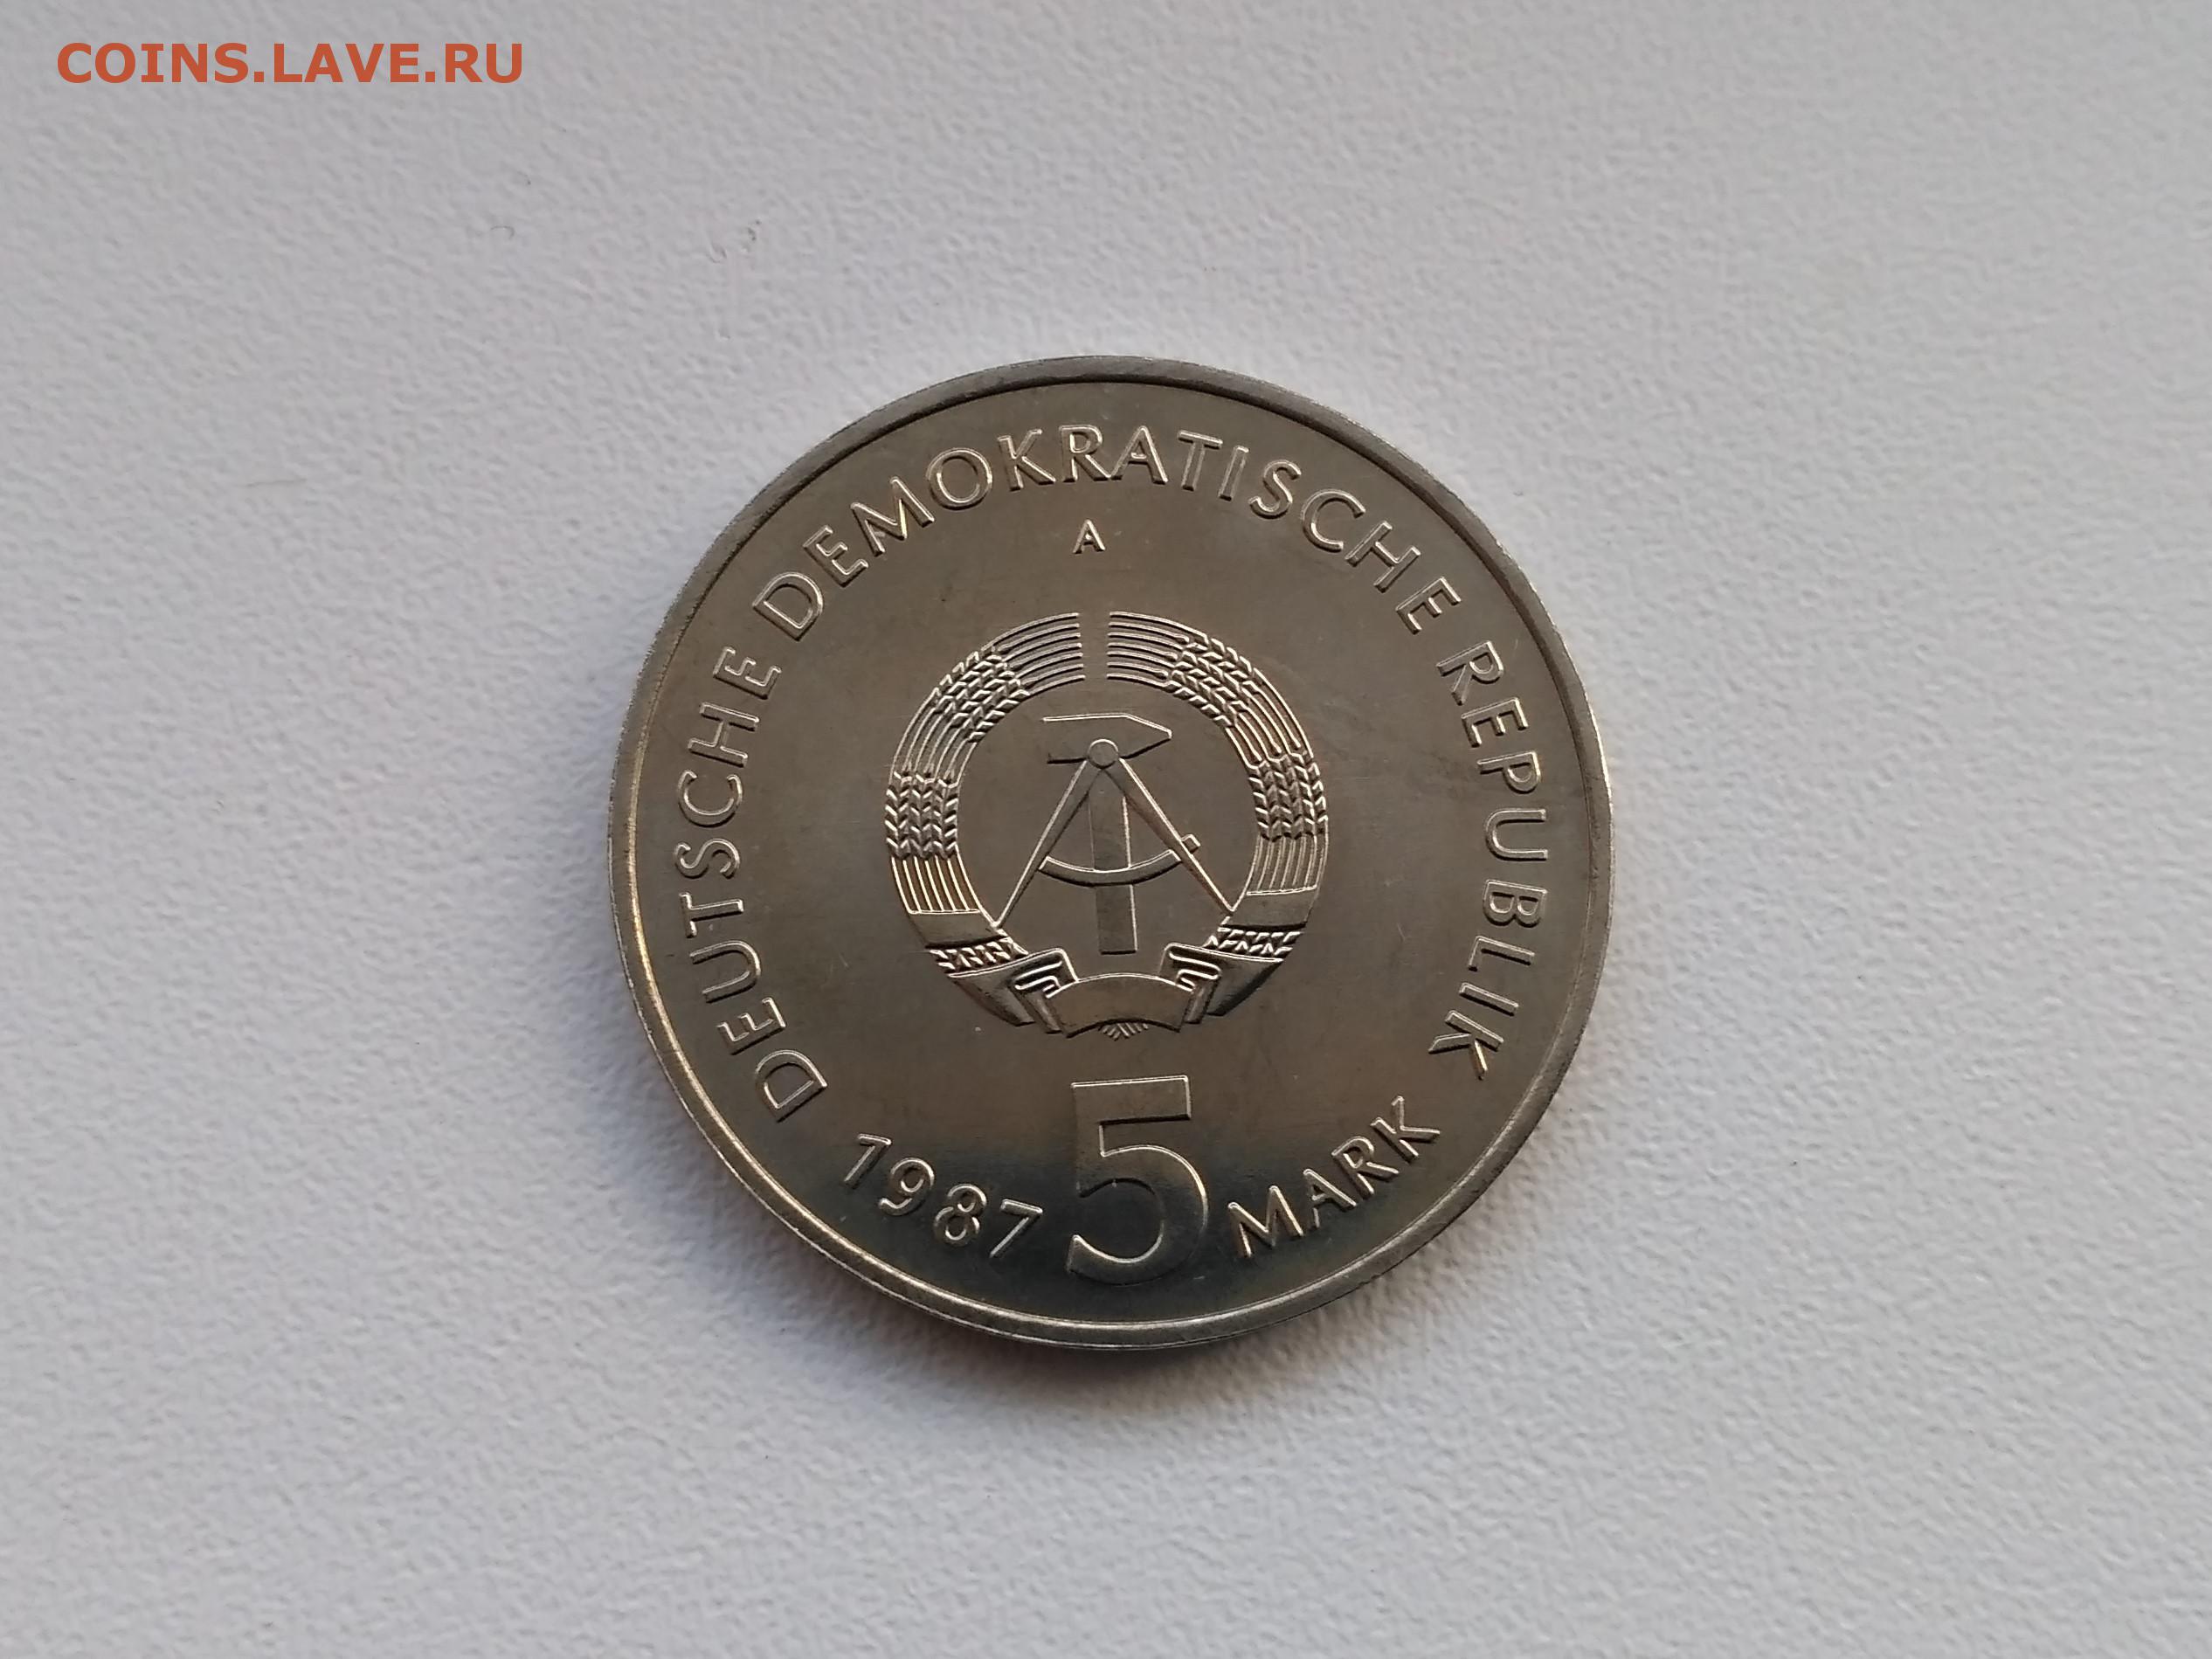 COINS.LAVE.RU
DEUTSCHE DEMOKRATISCHE REPUBLIK
A
1987 5 MARK